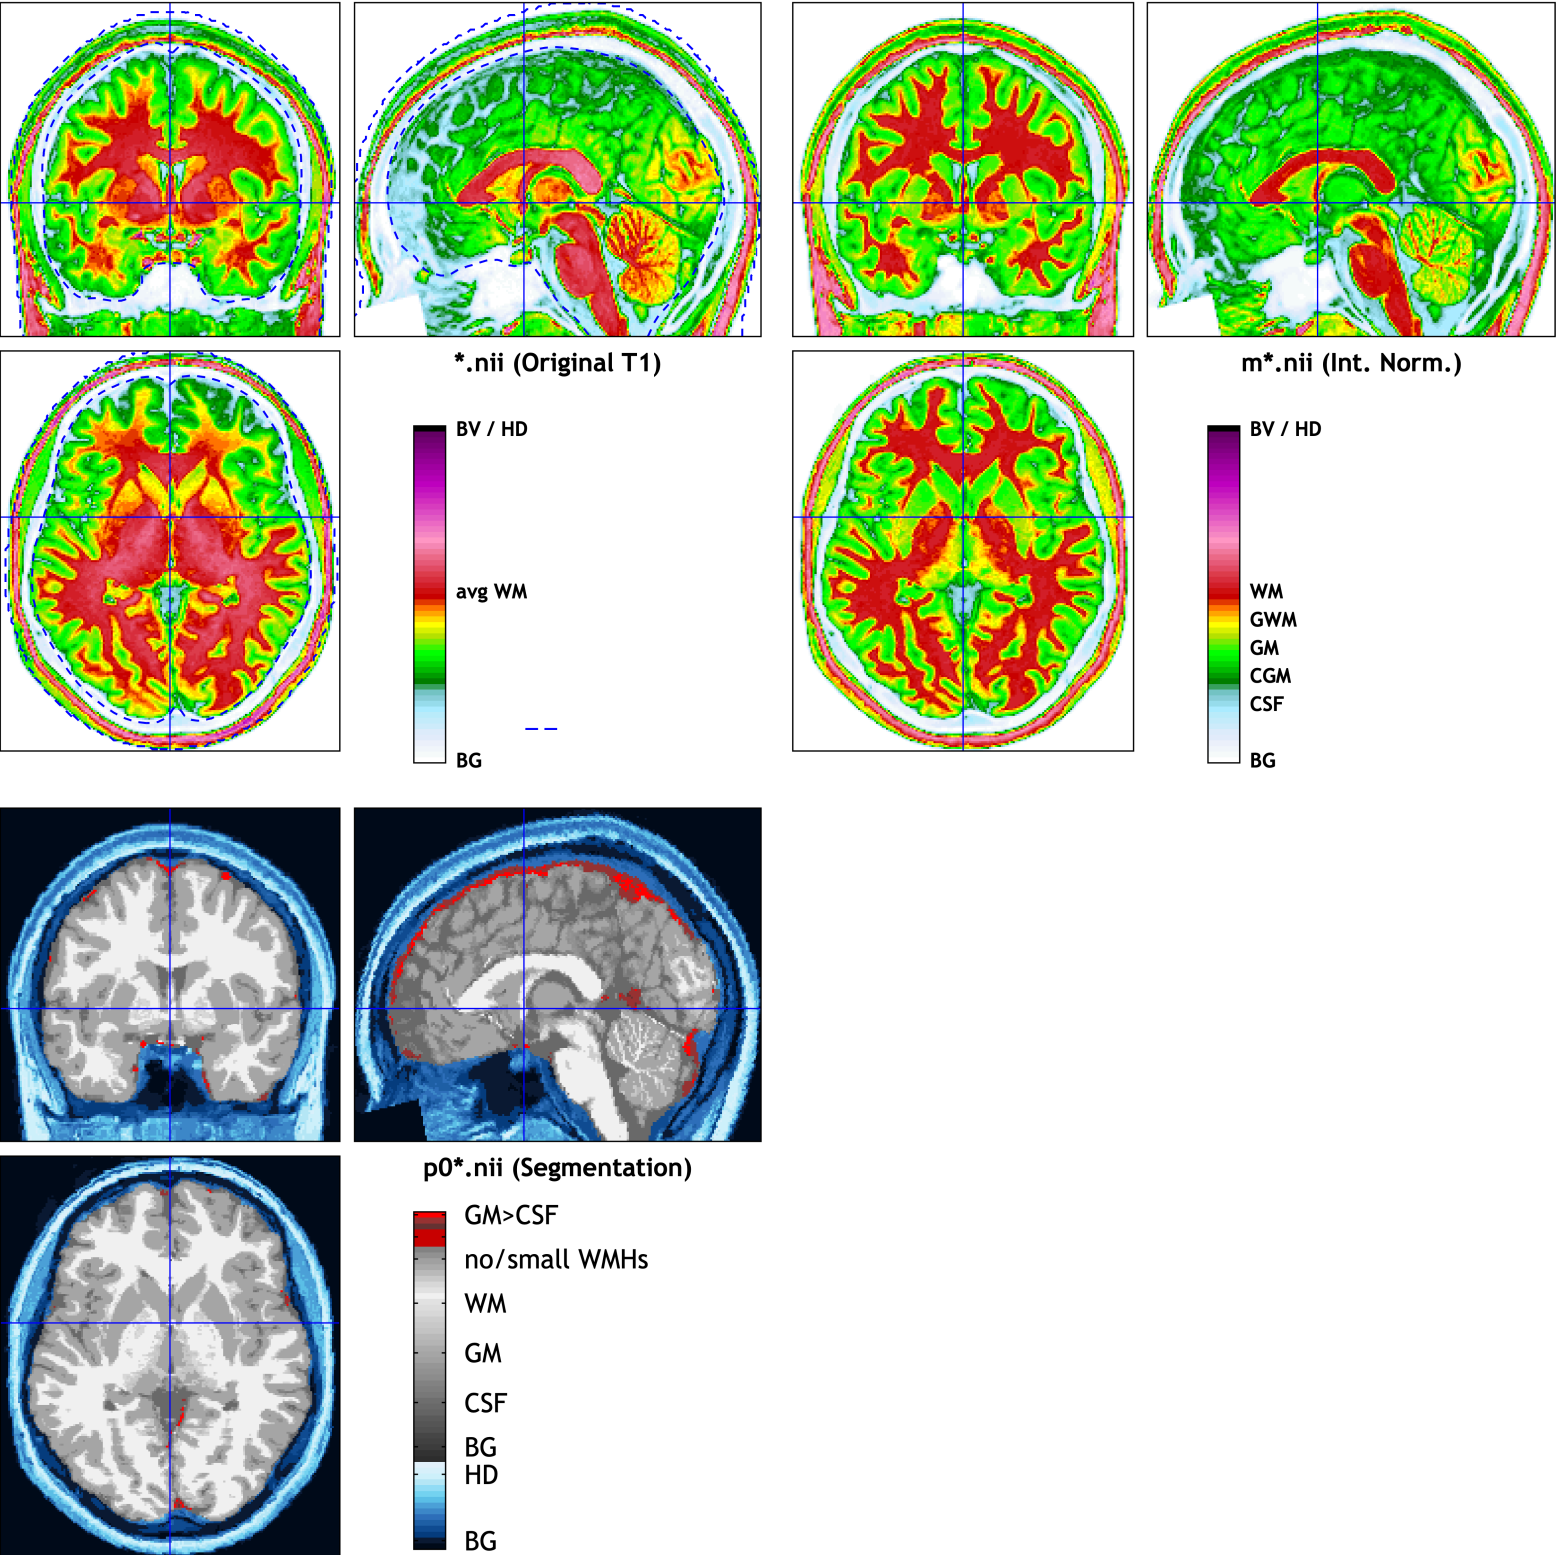 *.nii (Original T1)
BV / HD
avg WM
BG
m*.nii (Int. Norm.)
BV / HD
WM
GWM
GM
CGM
CSF
BG
p0*.nii (Segmentation)
GM>CSF
no/small WMHs
WM
GM
CSF
BG
HD
BG